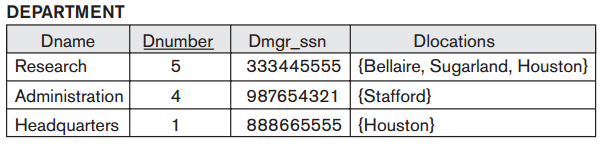 DEPARTMENT
Dname Dnumber Dmgr_ssn Dlocations
Research 5 333445555 {Bellaire, Sugarland, Houston}
Administration 4 987654321 {Stafford}
Headquarters 1 888665555 {Houston}